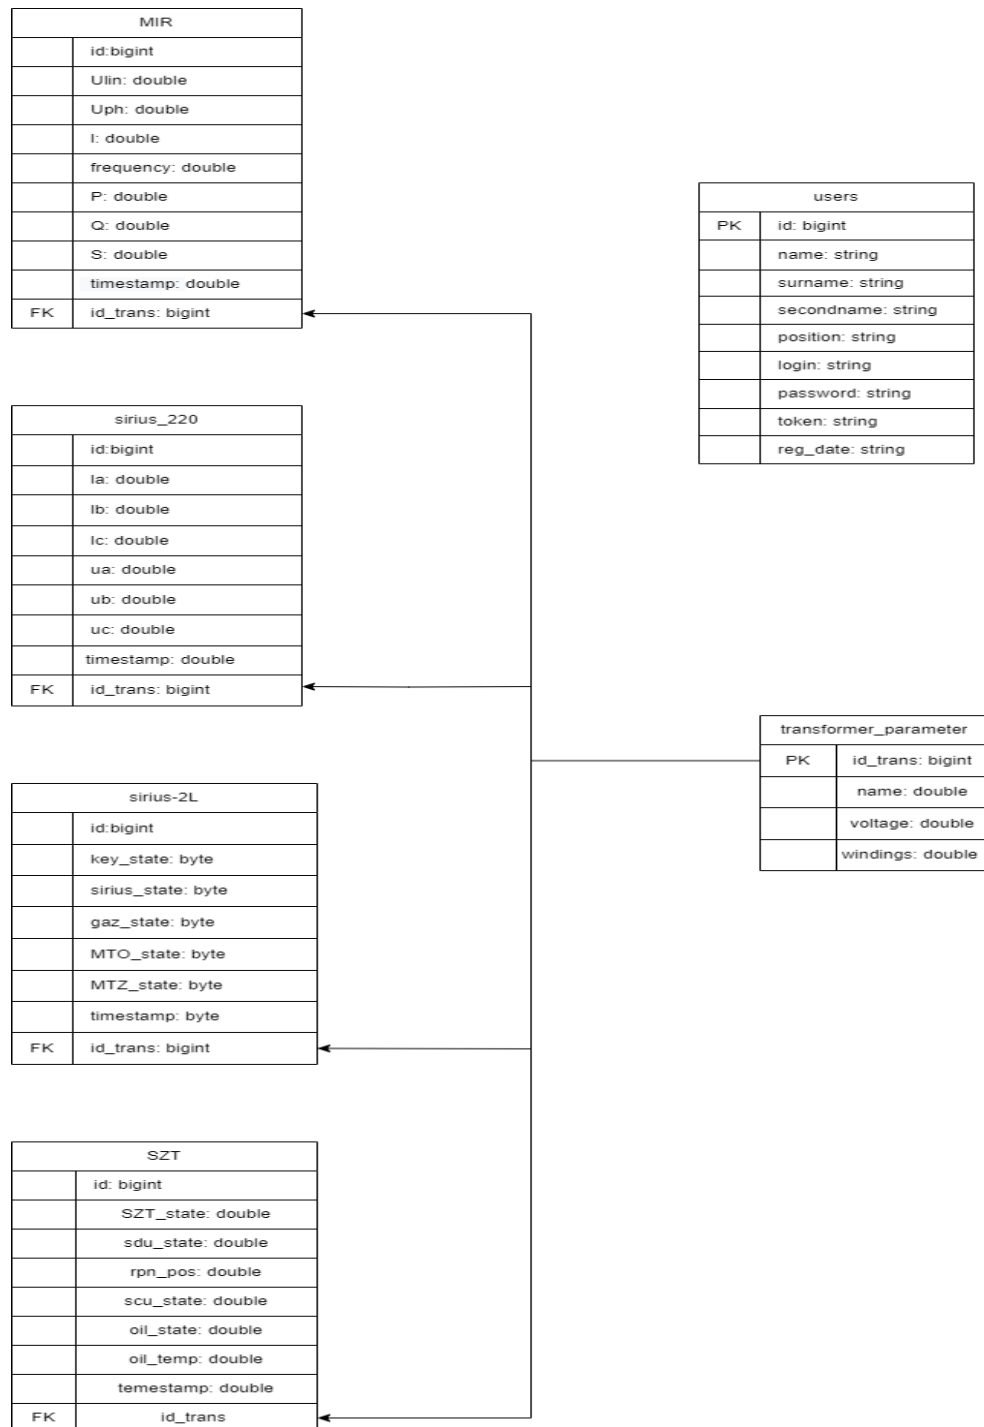 MIR
id:bigint
Ulin: double
Uph: double
I: double
frequency: double
P: double
Q: double
S: double
timestamp: double
FK id_trans: bigint
users
PK id: bigint
name: string
surname: string
secondname: string
position: string
login: string
password: string
token: string
reg_date: string
sirius_220
id:bigint
Ia: double
Ib: double
Ic: double
ua: double
ub: double
uc: double
timestamp: double
FK id_trans: bigint
transformer_parameter
PK id_trans: bigint
name: double
voltage: double
windings: double
sirius-2L
id:bigint
key_state: byte
sirius_state: byte
gaz_state: byte
MTO_state: byte
MTZ_state: byte
timestamp: byte
FK id_trans: bigint
SZT
id: bigint
SZT_state: double
sdu_state: double
rpn_pos: double
scu_state: double
oil_state: double
oil_temp: double
temestamp: double
FK id_trans